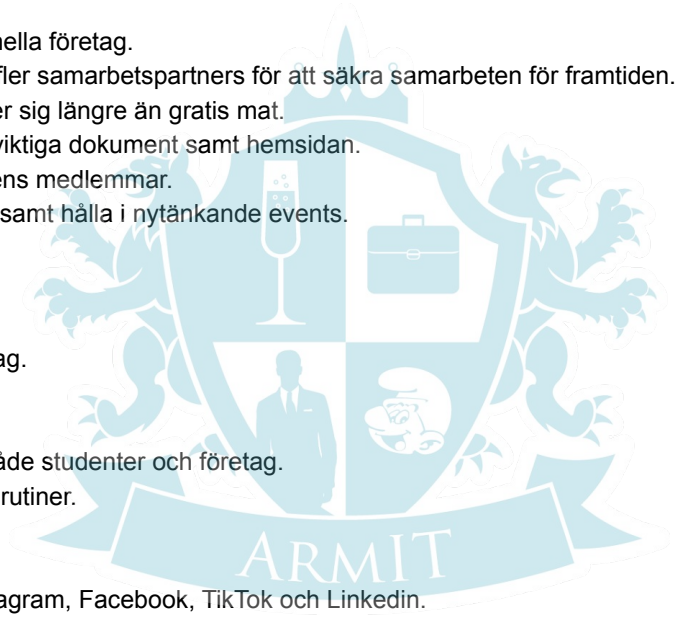 nella företag.
fler samarbetspartners för att säkra samarbeten för framtiden.
er sig längre än gratis mat.
viktiga dokument samt hemsidan.
ens medlemmar.
samt hålla i nytänkande events.
ag.
åde studenter och företag.
rutiner.
ARMIT
agram, Facebook, TikTok och Linkedin.